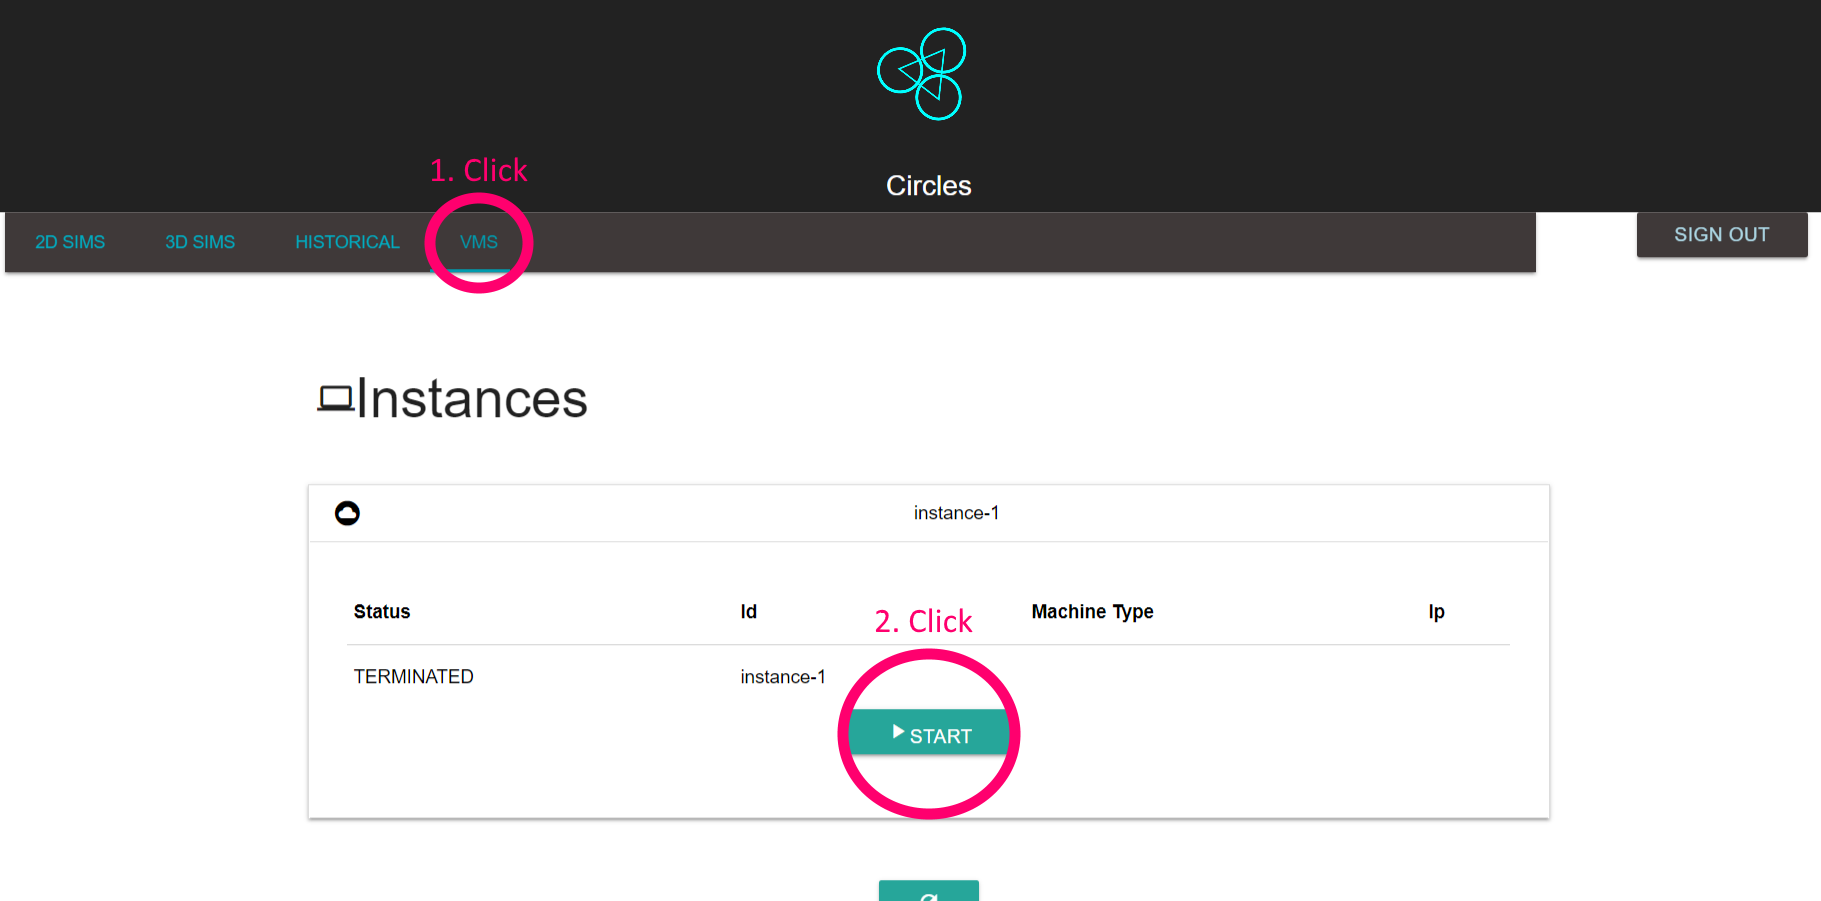 1. Click
Circles
2D SIMS 3D SIMS HISTORICAL VMS SIGN OUT
Instances
instance-1
Status Id Machine Type Ip
2. Click
TERMINATED instance-1
START